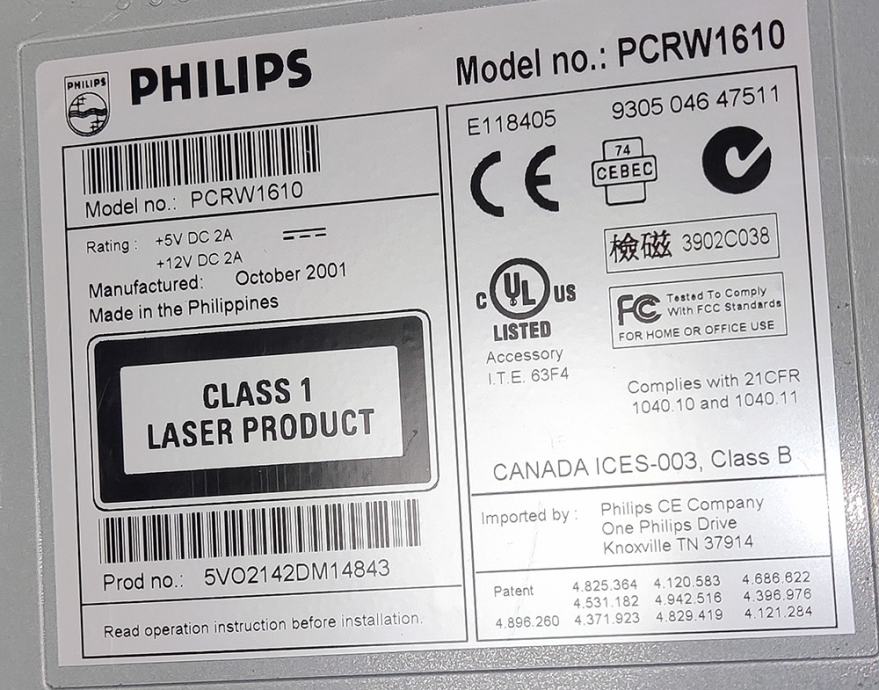 PHILIPS
PHILIPS
Model no.: PCRW1610
Model no.: PCRW1610
Rating : +5V DC 2A
+12V DC 2A
Manufactured: October 2001
Made in the Philippines
CLASS 1
LASER PRODUCT
Prod no.: 5VO2142DM14843
Read operation instruction before installation.
E118405 9305 046 47511
CE
74
CEBEC
檢磁 3902C038
C UL US
LISTED
Accessory
I.T.E. 63F4
FC Tested To Comply
With FCC Standards
FOR HOME OR OFFICE USE
Complies with 21CFR
1040.10 and 1040.11
CANADA ICES-003, Class B
Imported by : Philips CE Company
One Philips Drive
Knoxville TN 37914
Patent 4.825.364 4.120.583 4.686.622
4.531.182 4.942.516 4.396.976
4.896.260 4.371.923 4.829.419 4.121.284